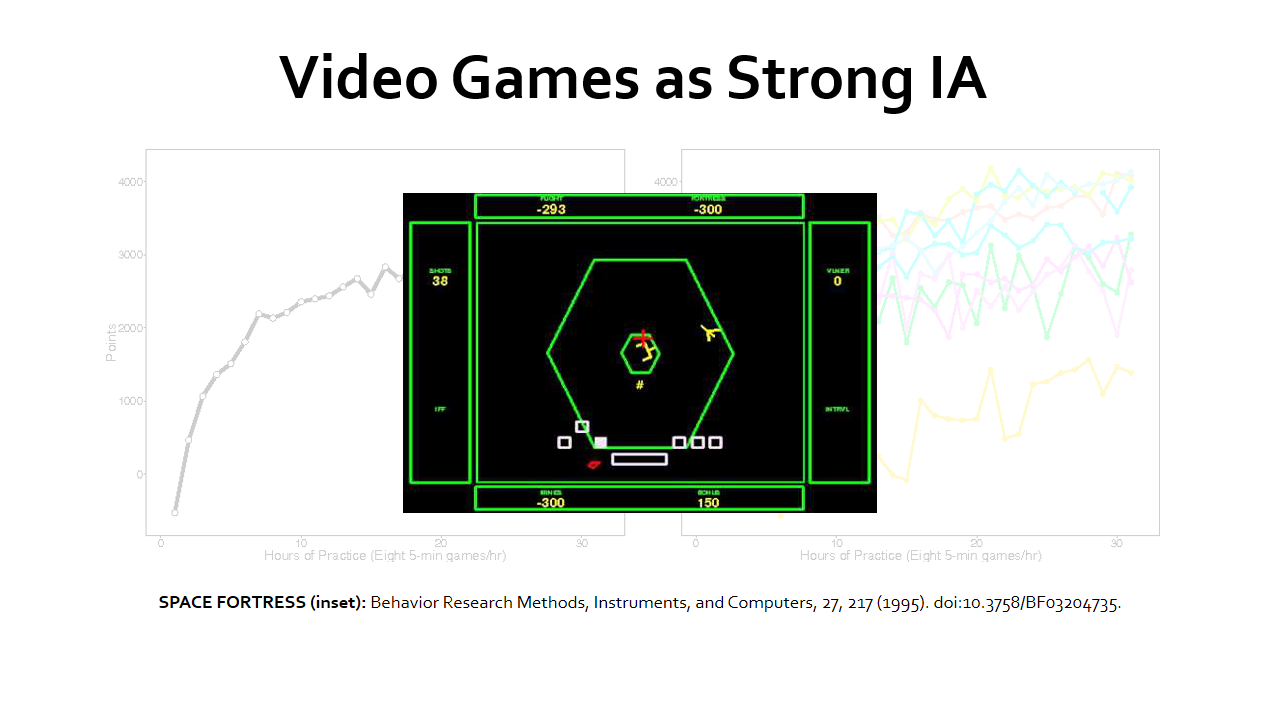 Video Games as Strong IA
4000
3000
2000
1000
0
Points
0 10 20 30
Hours of Practice (Eight 5-min games/hr)
4000
0 10 20 30
Hours of Practice (Eight 5-min games/hr)
FLIGHT FORTRESS
-293 -300
SHOTS
38
VLNER
0
IFF
INTRVL
#
MINES BONUS
-300 150
SPACE FORTRESS (inset): Behavior Research Methods, Instruments, and Computers, 27, 217 (1995). doi:10.3758/BF03204735.